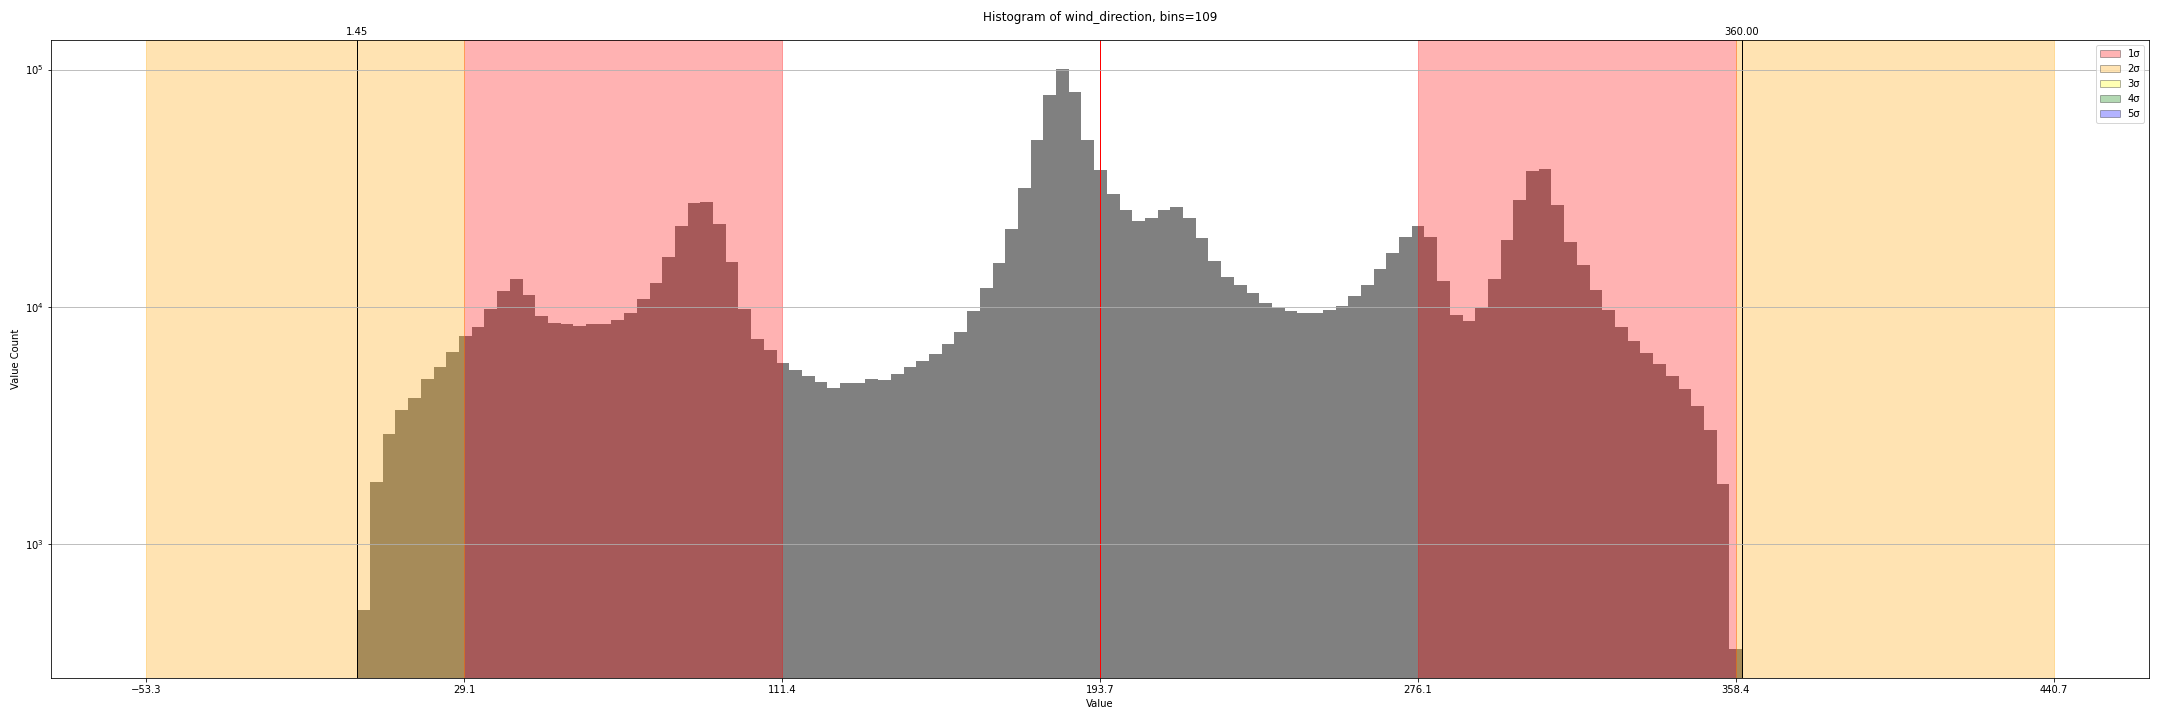 Histogram of wind_direction, bins=109
1.45
360.00
1σ
2σ
3σ
4σ
5σ
10⁵
10⁴
10³
Value Count
−53.3
29.1
111.4
193.7
276.1
358.4
440.7
Value